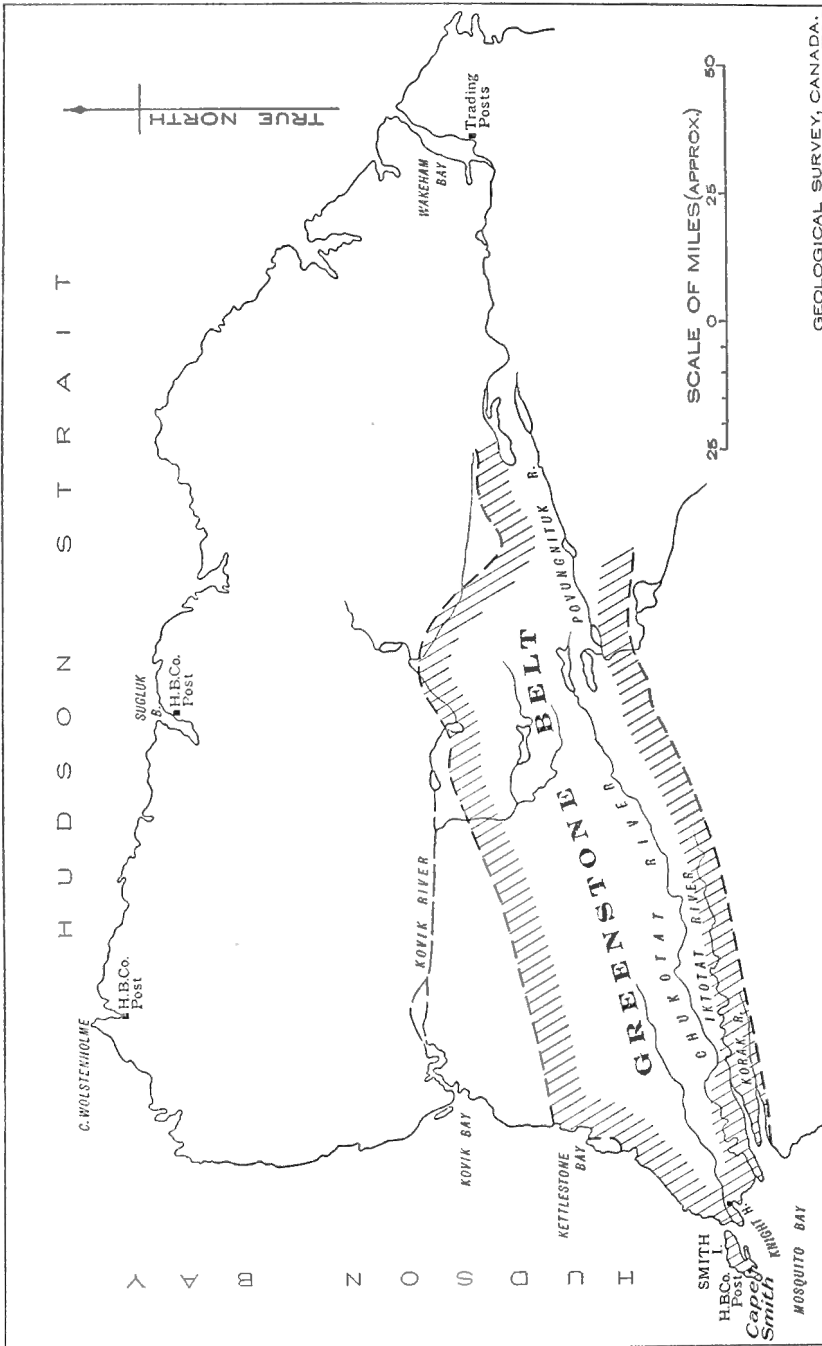 HUDSON STRAIT
TRUE NORTH
C. WOLSTENHOLME
H.B.Co.
Post
SUGLUK
B.
H.B.Co.
Post
WAKEHAM
BAY
Trading
Posts
KOVIK RIVER
KOVIK BAY
KETTLESTONE
BAY
HUDSON BAY
GREENSTONE BELT
POVUNGNITUK R.
CHUKOTAT RIVER
IKTOTAT RIVER
KORAK R.
SMITH
I.
H.B.Co.
Post
Cape
Smith
KNIGHT H.
MOSQUITO BAY
SCALE OF MILES (APPROX.)
25 0 25 50
GEOLOGICAL SURVEY, CANADA.